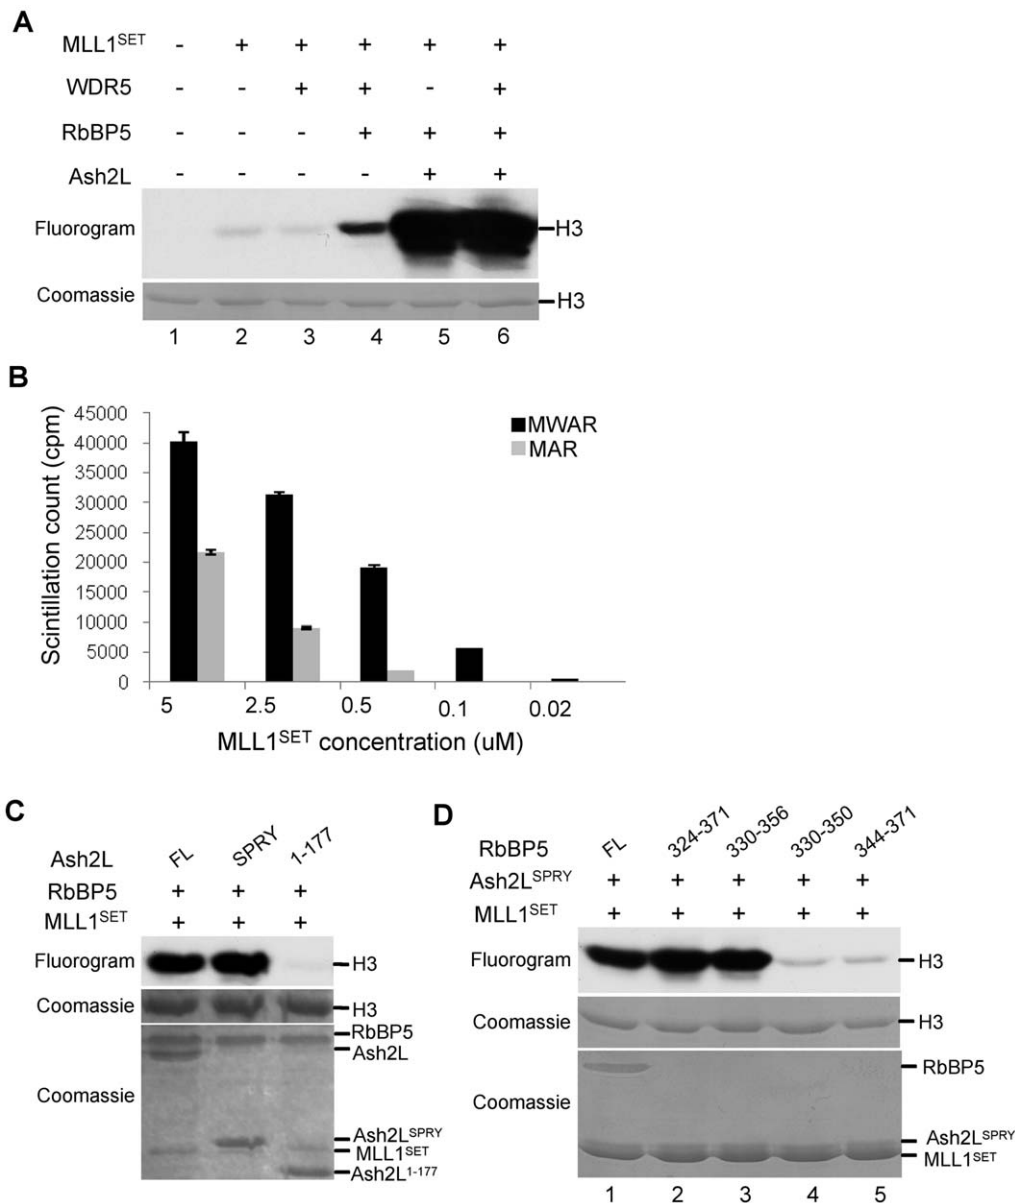 A
MLL1SET - + + + + +
WDR5 - - + + - +
RbBP5 - - - + + +
Ash2L - - - - + +
Fluorogram H3
Coomassie H3
1 2 3 4 5 6
B
45000
40000
35000
30000
25000
20000
15000
10000
5000
0
Scintillation count (cpm)
MWAR
MAR
5 2.5 0.5 0.1 0.02
MLL1SET concentration (uM)
C
Ash2L FL SPRY 1-177
RbBP5 + + +
MLL1SET + + +
Fluorogram H3
Coomassie H3
RbBP5
Ash2L
Coomassie
Ash2LSPRY
MLL1SET
Ash2L1-177
D
RbBP5 FL 324-371 330-356 330-350 344-371
Ash2LSPRY + + + + +
MLL1SET + + + + +
Fluorogram H3
Coomassie H3
RbBP5
Coomassie
Ash2LSPRY
MLL1SET
1 2 3 4 5